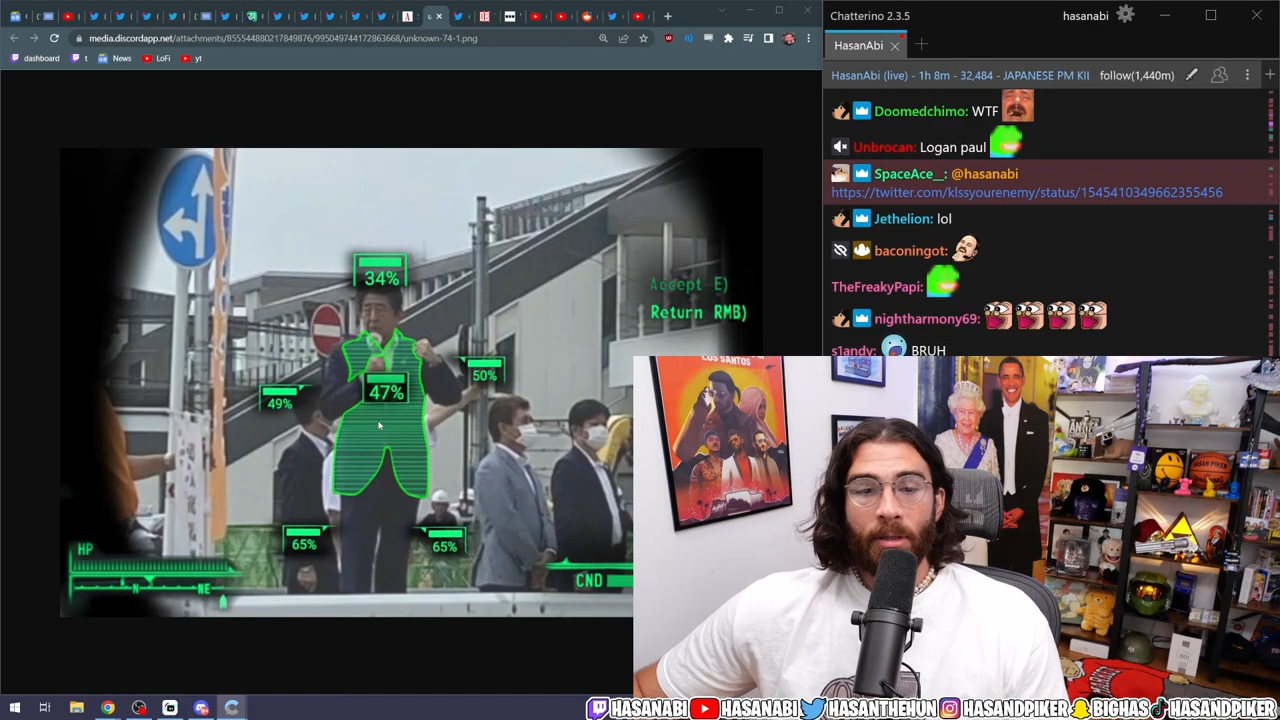 Chatterino 2.3.5
hasanabi
media.discordapp.net/attachments/855544880217849876/995049744172863668/unknown-74-1.png
HasanAbi
dashboard
t
News
LoFi
yt
HasanAbi (live) - 1h 8m - 32,484 - JAPANESE PM KII
follow(1,440m)
Doomedchimo: WTF
Unbrocan: Logan paul
SpaceAce__: @hasanabi
https://twitter.com/klssyourenemy/status/1545410349662355456
Jethelion: lol
baconingot:
TheFreakyPapi:
nightharmony69:
s1andy: BRUH
34%
Accept E)
Return RMB)
47%
50%
49%
65%
65%
HP
N
NE
CND
LOS SANTOS
HASANABI
HASANABI
HASANTHEHUN
HASANDPIKER
BIGHAS
HASANDPIKER